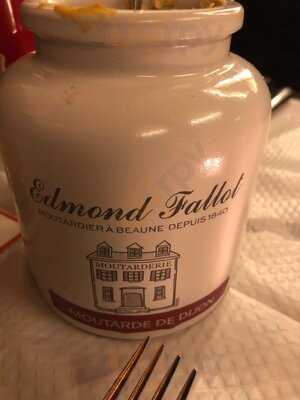 Edmond Fallot
MOUTARDIER À BEAUNE DEPUIS 1840
MOUTARDERIE
MOUTARDE DE DIJON